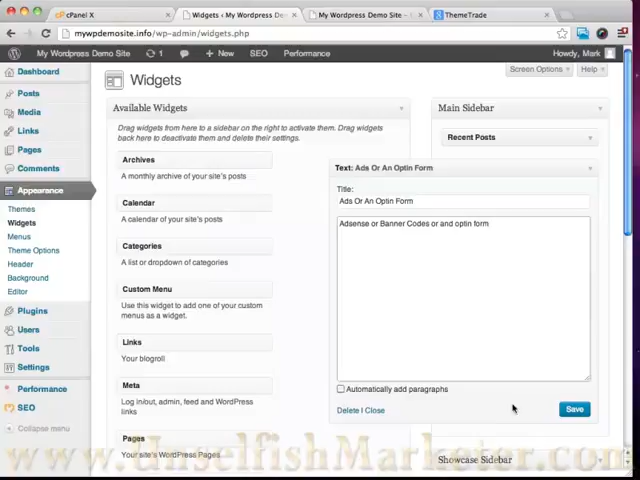 cPanel X
Widgets ‹ My Wordpress Dem
My Wordpress Demo Site - 
ThemeTrade
mywpdemosite.info/wp-admin/widgets.php
My Wordpress Demo Site
1
+ New
SEO
Performance
Howdy, Mark
Dashboard
Posts
Media
Links
Pages
Comments
Appearance
Themes
Widgets
Menus
Theme Options
Header
Background
Editor
Plugins
Users
Tools
Settings
Performance
SEO
Collapse menu
Screen Options
Help
Widgets
Available Widgets
Drag widgets from here to a sidebar on the right to activate them. Drag widgets
back here to deactivate them and delete their settings.
Archives
A monthly archive of your site's posts
Calendar
A calendar of your site's posts
Categories
A list or dropdown of categories
Custom Menu
Use this widget to add one of your custom
menus as a widget.
Links
Your blogroll
Meta
Log in/out, admin, feed and WordPress
links
Pages
Your site's WordPress Pages
Main Sidebar
Recent Posts
Text: Ads Or An Optin Form
Title:
Ads Or An Optin Form
Adsense or Banner Codes or and optin form
Automatically add paragraphs
Delete | Close
Save
Showcase Sidebar
www.UnselfishMarketer.com